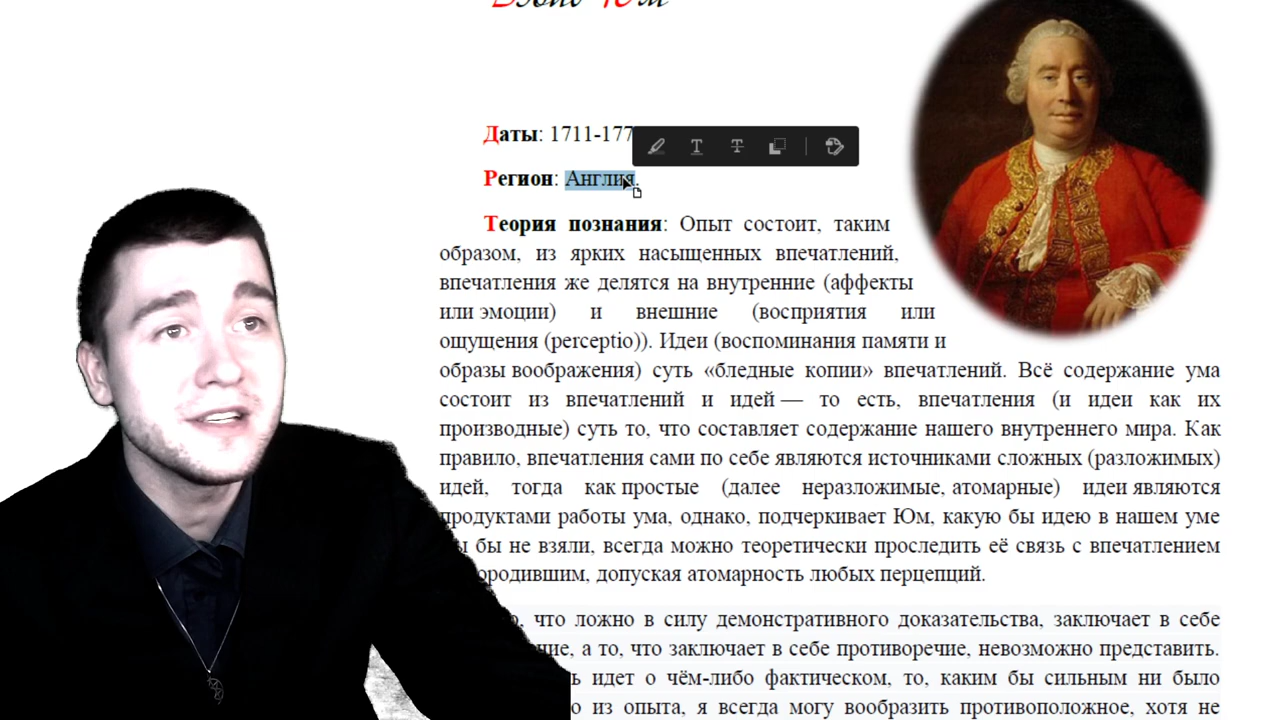 Даты: 1711-177
Регион: Англия.
Теория познания: Опыт состоит, таким
образом, из ярких насыщенных впечатлений,
впечатления же делятся на внутренние (аффекты
или эмоции) и внешние (восприятия или
ощущения (perceptio)). Идеи (воспоминания памяти и
образы воображения) суть «бледные копии» впечатлений. Всё содержание ума
состоит из впечатлений и идей — то есть, впечатления (и идеи как их
производные) суть то, что составляет содержание нашего внутреннего мира. Как
правило, впечатления сами по себе являются источниками сложных (разложимых)
идей, тогда как простые (далее неразложимые, атомарные) идеи являются
продуктами работы ума, однако, подчеркивает Юм, какую бы идею в нашем уме
бы не взяли, всегда можно теоретически проследить её связь с впечатлением
ородившим, допуская атомарность любых перцепций.
что ложно в силу демонстративного доказательства, заключает в себе
а то, что заключает в себе противоречие, невозможно представить.
идет о чём-либо фактическом, то, каким бы сильным ни было
из опыта, я всегда могу вообразить противоположное, хотя не